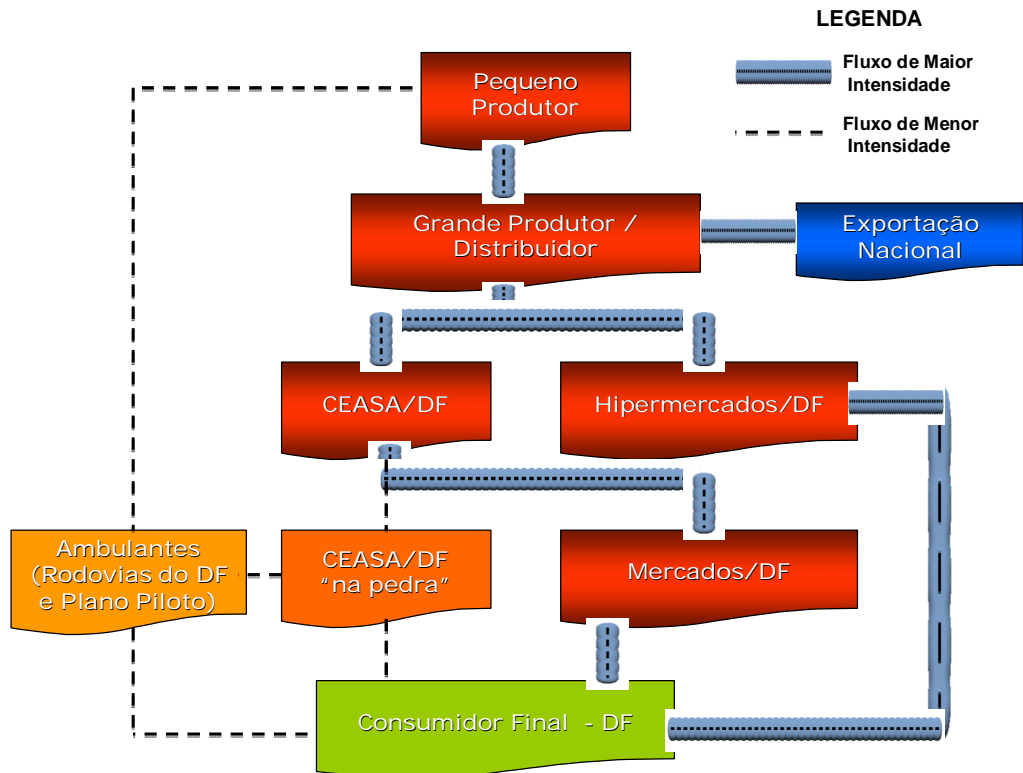 LEGENDA
Fluxo de Maior
Intensidade
Fluxo de Menor
Intensidade
Pequeno
Produtor
Grande Produtor /
Distribuidor
Exportação
Nacional
CEASA/DF
Hipermercados/DF
Ambulantes
(Rodovias do DF
e Plano Piloto)
CEASA/DF
“na pedra”
Mercados/DF
Consumidor Final - DF